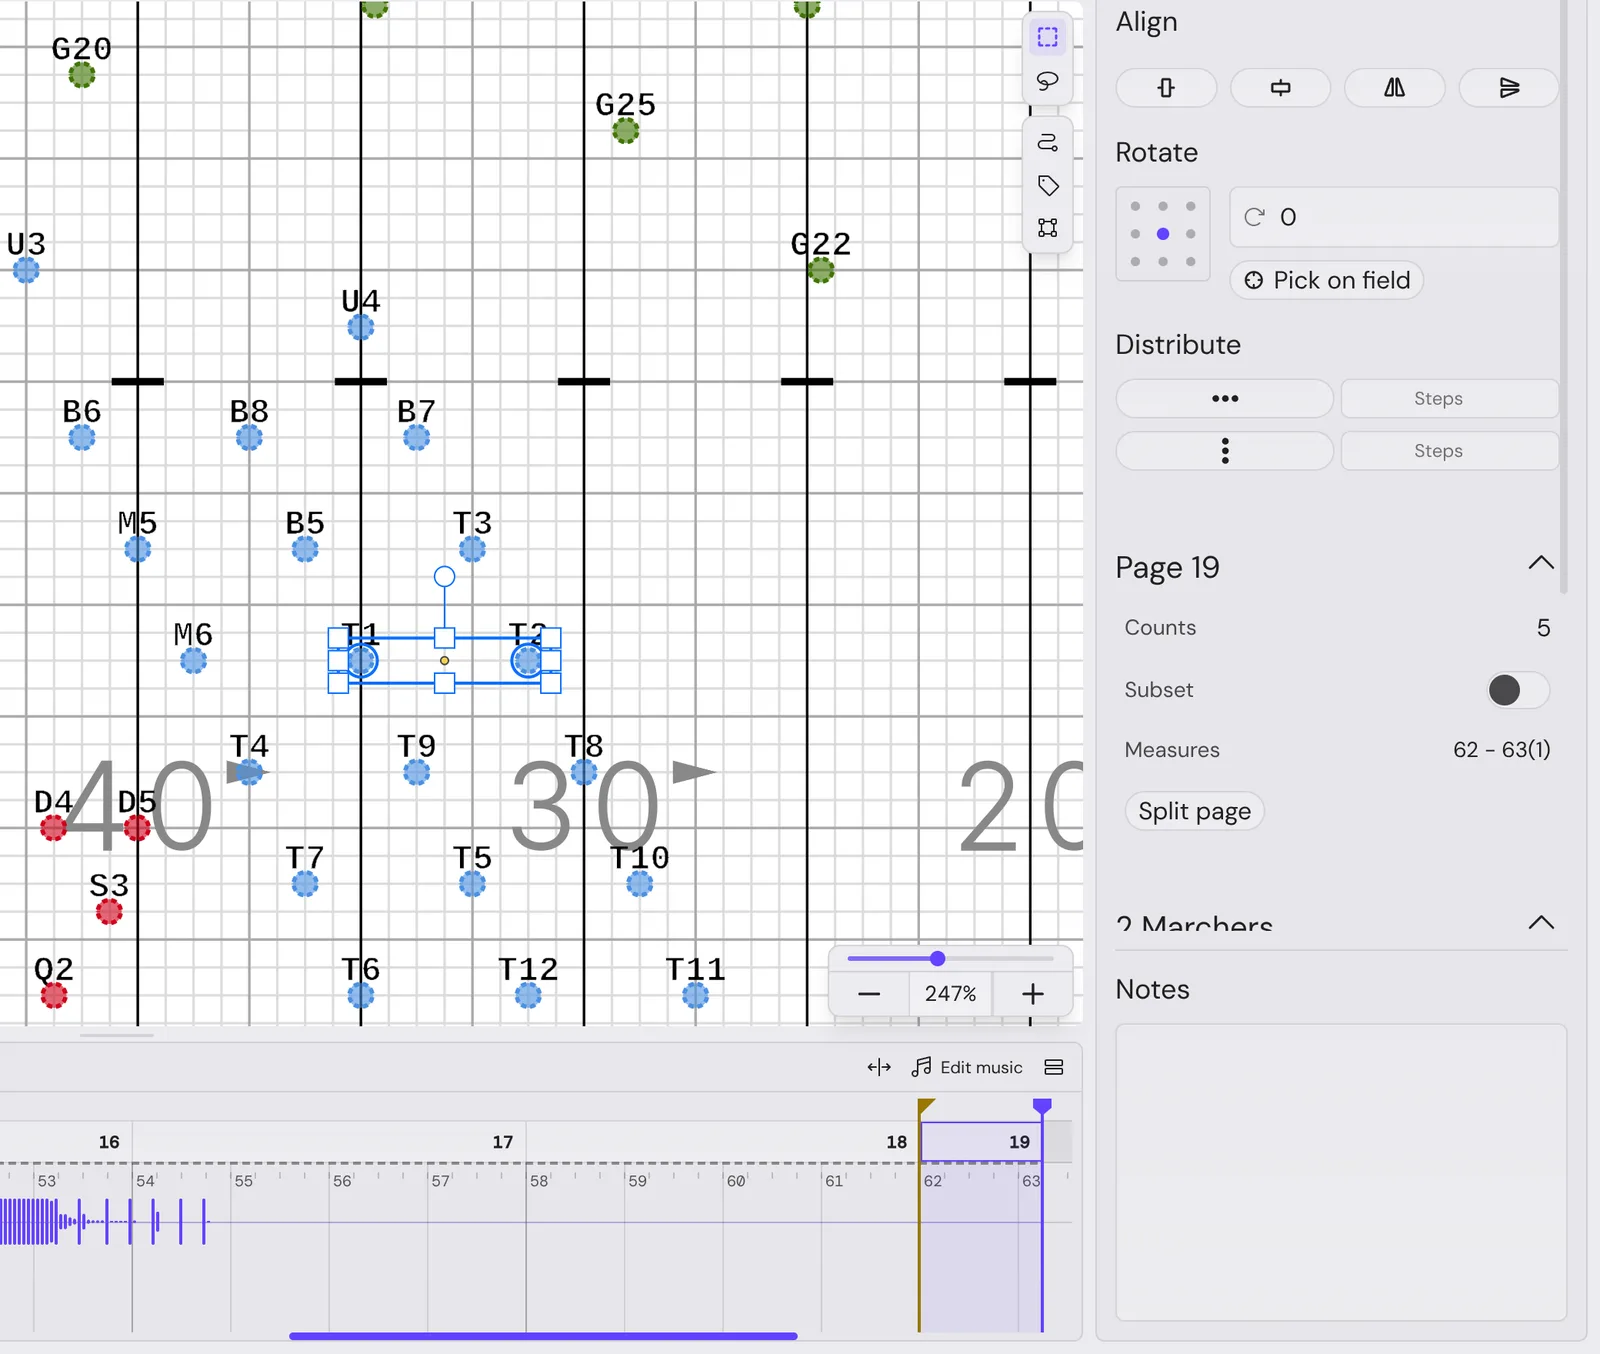 G20
G25
U3
G22
U4
B6
B8
B7
M5
B5
T3
M6
T1
T2
T4
T9
T8
D4
D5
40
30
20
T7
T5
T10
S3
Q2
T6
T12
T11
247%
Align
Rotate
0
Pick on field
Distribute
Steps
Steps
Page 19
Counts
5
Subset
Measures
62 - 63(1)
Split page
2 Marchers
Notes
Edit music
16
17
18
19
53
54
55
56
57
58
59
60
61
62
63